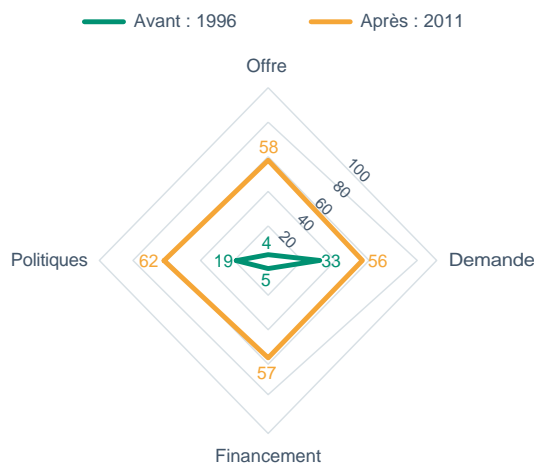 Avant : 1996 Après : 2011
Offre
100
80
60
40
20
58
4
Politiques 62 19 33 56 Demande
5
57
Financement